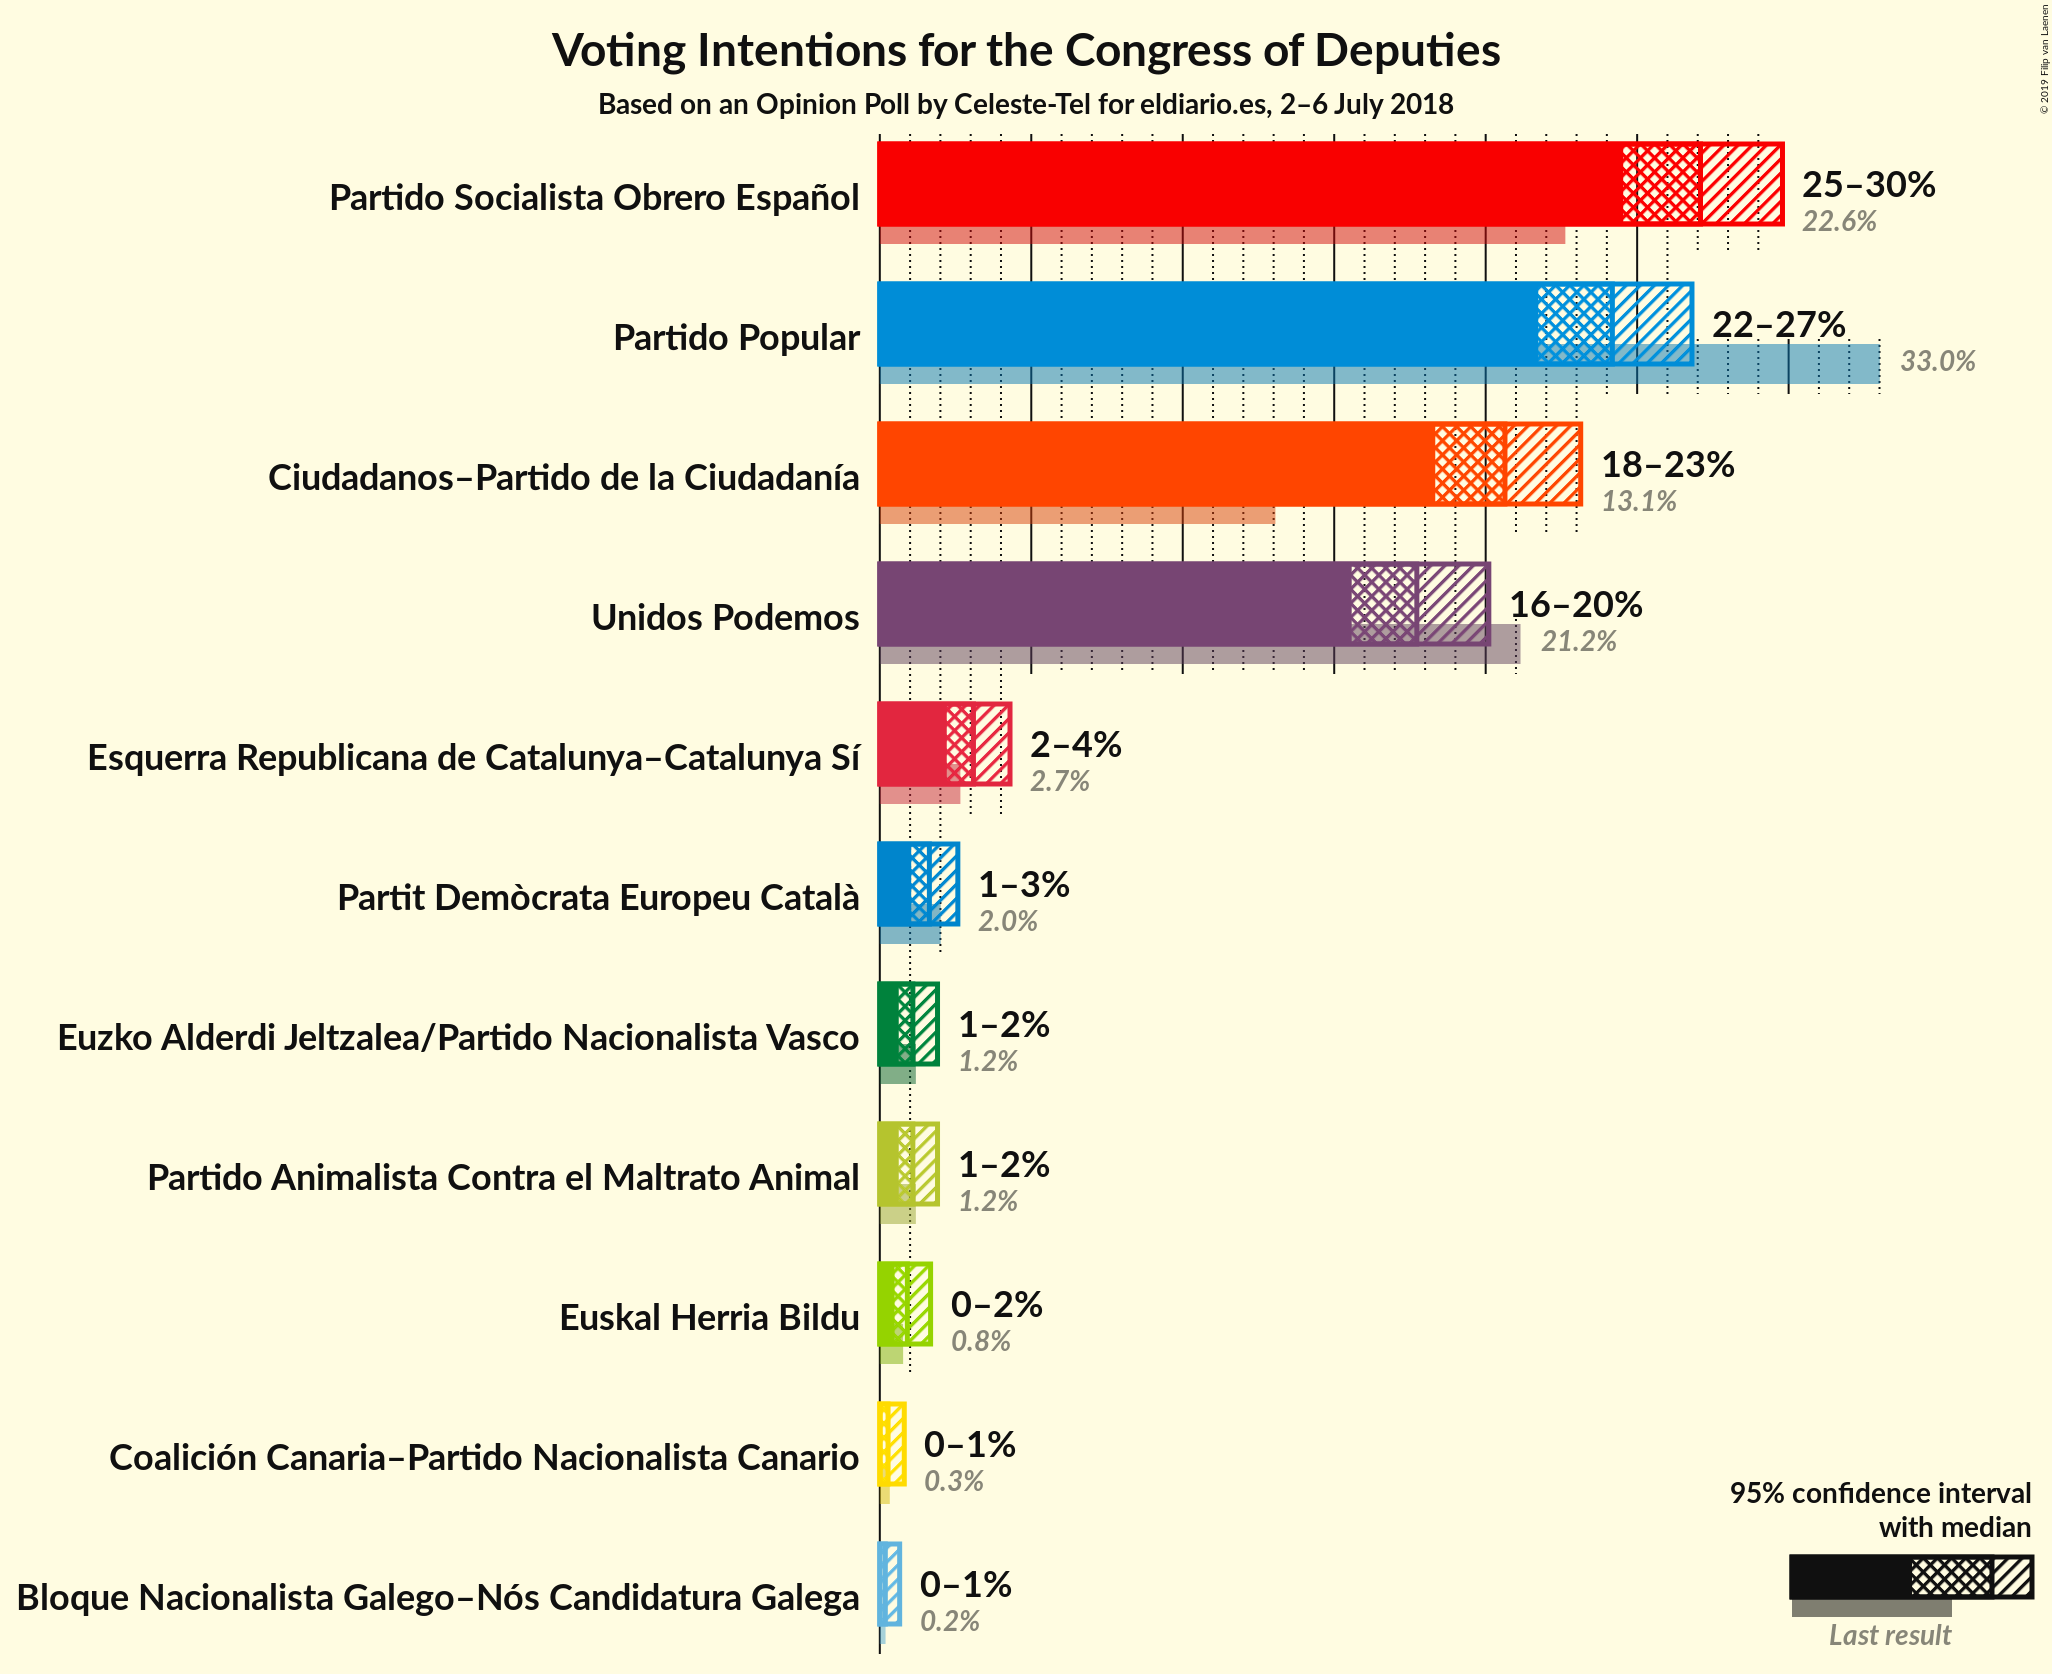 Voting Intentions for the Congress of Deputies
Based on an Opinion Poll by Celeste-Tel for eldiario.es, 2–6 July 2018
© 2019 Filip van Laenen
Partido Socialista Obrero Español
25–30%
22.6%
Partido Popular
22–27%
33.0%
Ciudadanos–Partido de la Ciudadanía
18–23%
13.1%
Unidos Podemos
16–20%
21.2%
Esquerra Republicana de Catalunya–Catalunya Sí
2–4%
2.7%
Partit Demòcrata Europeu Català
1–3%
2.0%
Euzko Alderdi Jeltzalea/Partido Nacionalista Vasco
1–2%
1.2%
Partido Animalista Contra el Maltrato Animal
1–2%
1.2%
Euskal Herria Bildu
0–2%
0.8%
Coalición Canaria–Partido Nacionalista Canario
0–1%
0.3%
Bloque Nacionalista Galego–Nós Candidatura Galega
0–1%
0.2%
95% confidence interval
with median
Last result